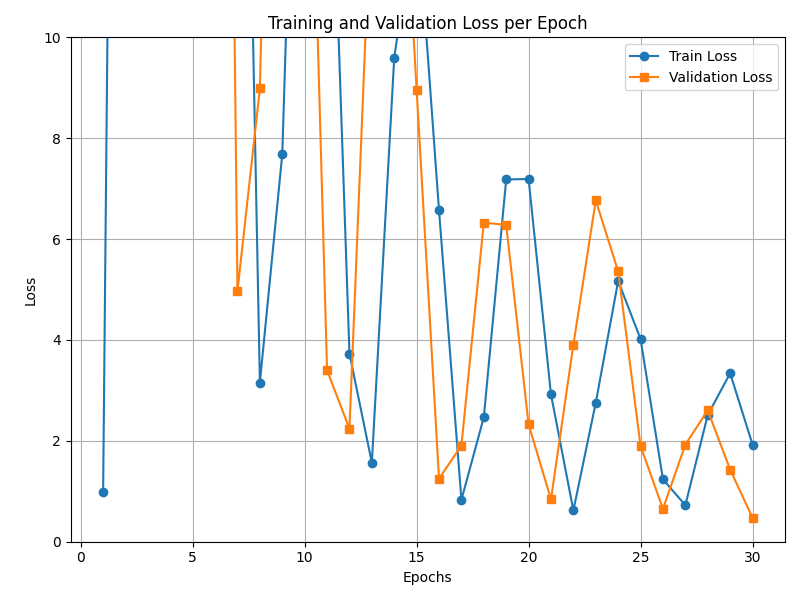 Training and Validation Loss per Epoch
Train Loss
Validation Loss
Loss
10
8
6
4
2
0
0 5 10 15 20 25 30
Epochs